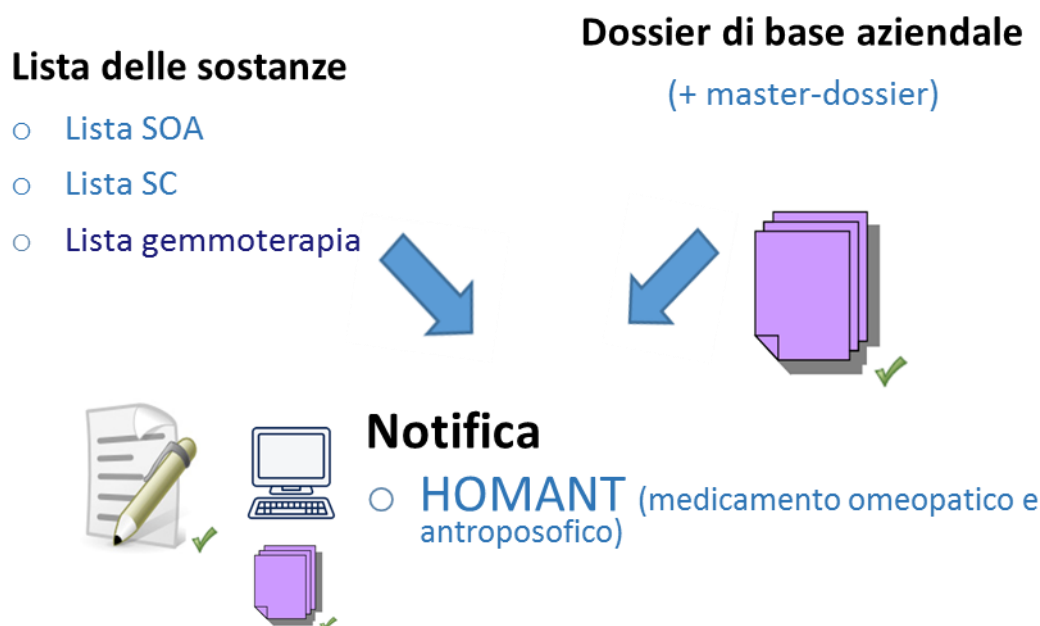 Lista delle sostanze
○ Lista SOA
○ Lista SC
○ Lista gemmoterapia
Dossier di base aziendale
(+ master-dossier)
Notifica
○ HOMANT (medicamento omeopatico e
antroposofico)